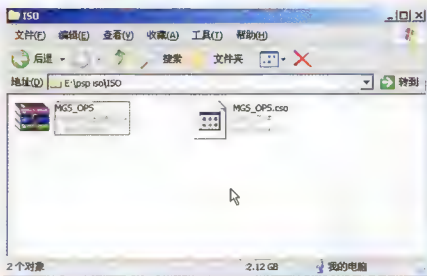 ISO
文件(F) 编辑(E) 查看(V) 收藏(A) 工具(T) 帮助(H)
后退 搜索 文件夹
地址(D) E:\psp iso\ISO 转到
MGS_OPS MGS_OPS.cso
2 个对象 2.12 GB 我的电脑